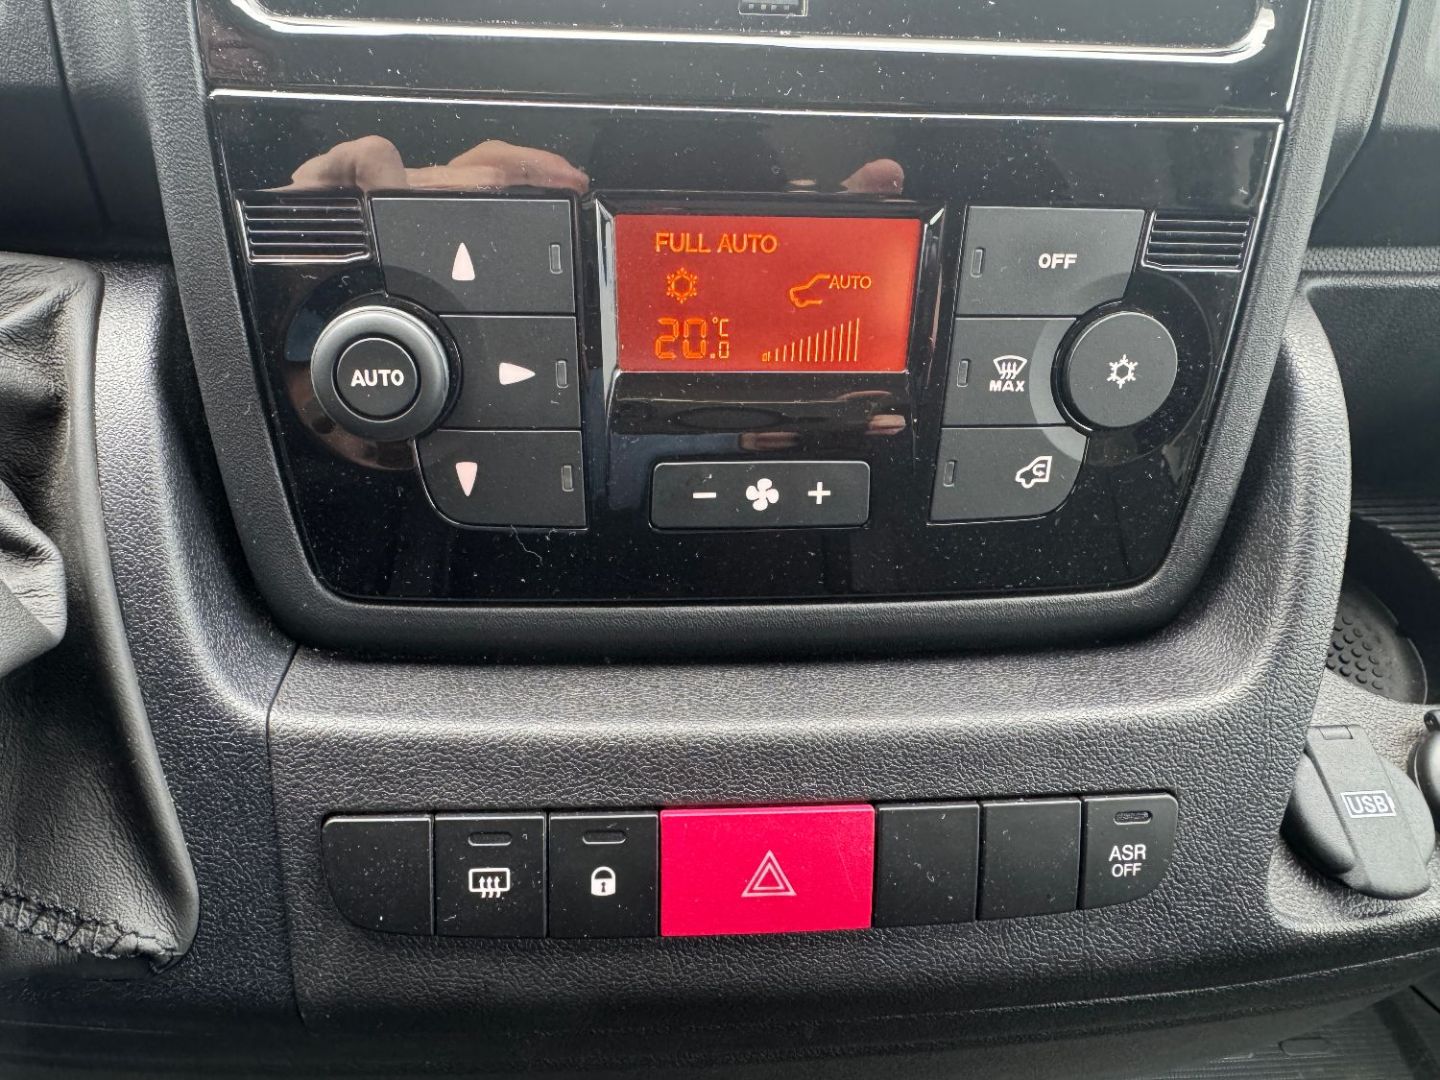 FULL AUTO
AUTO
20.0 °C
OFF
AUTO
MAX
- +
ASR
OFF
USB